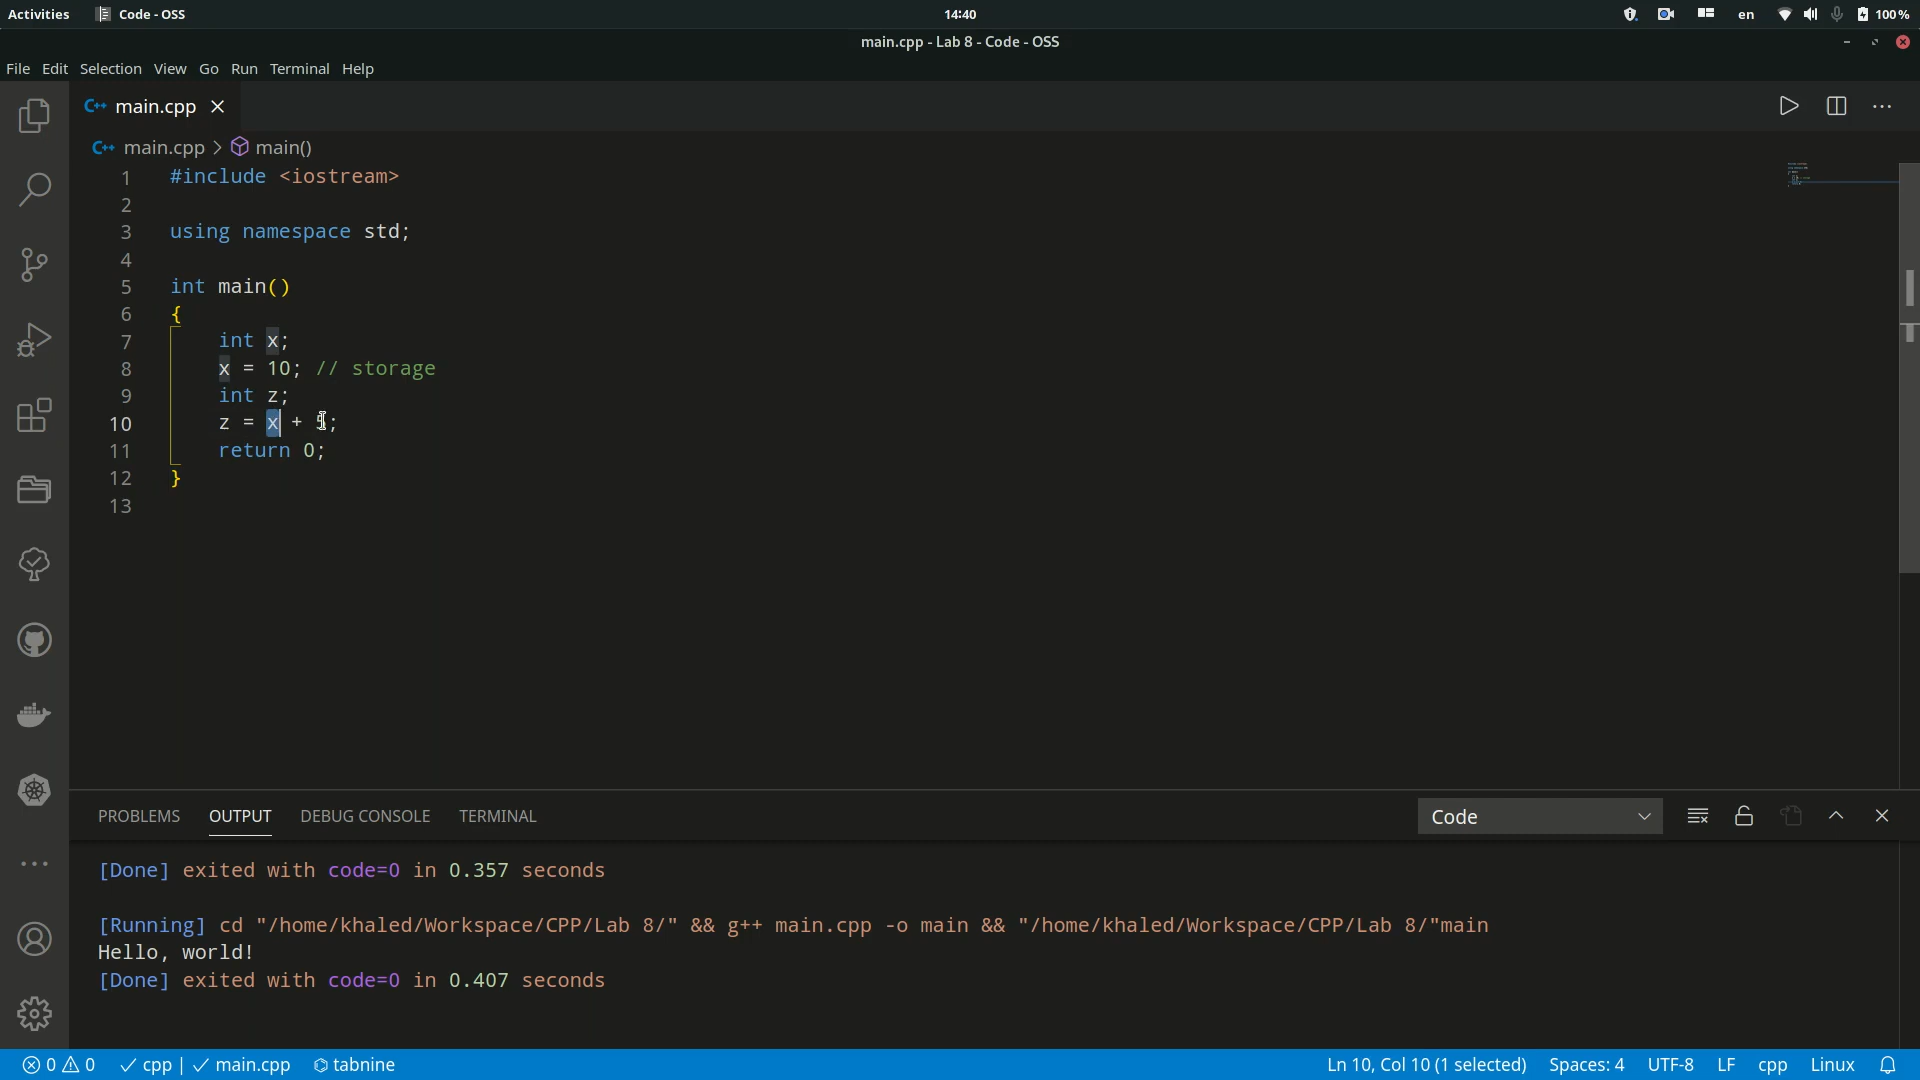 Activities Code - OSS 14:40 en 100%
main.cpp - Lab 8 - Code - OSS
File Edit Selection View Go Run Terminal Help
C++ main.cpp
C++ main.cpp > main()
1 #include <iostream>
2
3 using namespace std;
4
5 int main()
6 {
7 int x;
8 x = 10; // storage
9 int z;
10 z = x + ;
11 return 0;
12 }
13
PROBLEMS OUTPUT DEBUG CONSOLE TERMINAL Code
[Done] exited with code=0 in 0.357 seconds
[Running] cd "/home/khaled/Workspace/CPP/Lab 8/" && g++ main.cpp -o main && "/home/khaled/Workspace/CPP/Lab 8/"main
Hello, world!
[Done] exited with code=0 in 0.407 seconds
0 0 cpp | main.cpp tabnine Ln 10, Col 10 (1 selected) Spaces: 4 UTF-8 LF cpp Linux